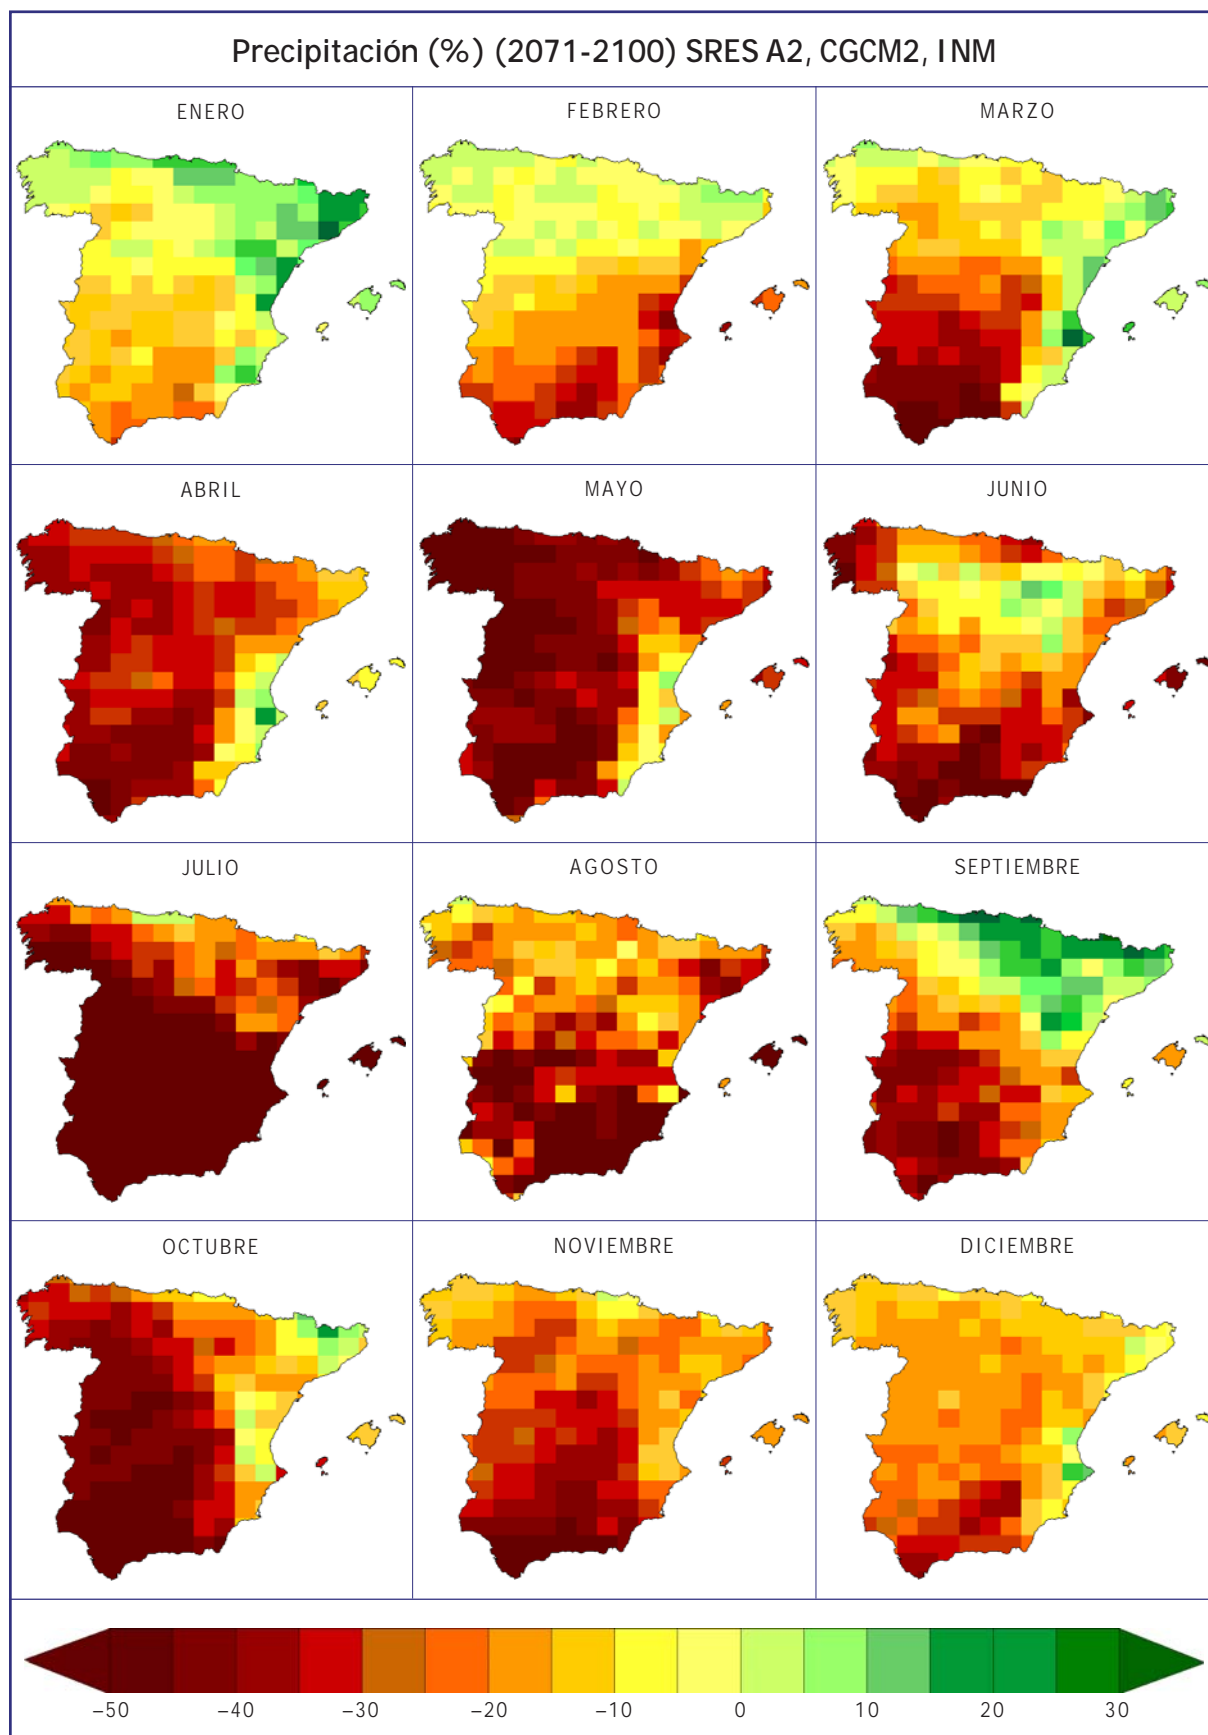 Precipitación (%) (2071-2100) SRES A2, CGCM2, INM
ENERO
FEBRERO
MARZO
ABRIL
MAYO
JUNIO
JULIO
AGOSTO
SEPTIEMBRE
OCTUBRE
NOVIEMBRE
DICIEMBRE
−50 −40 −30 −20 −10 0 10 20 30